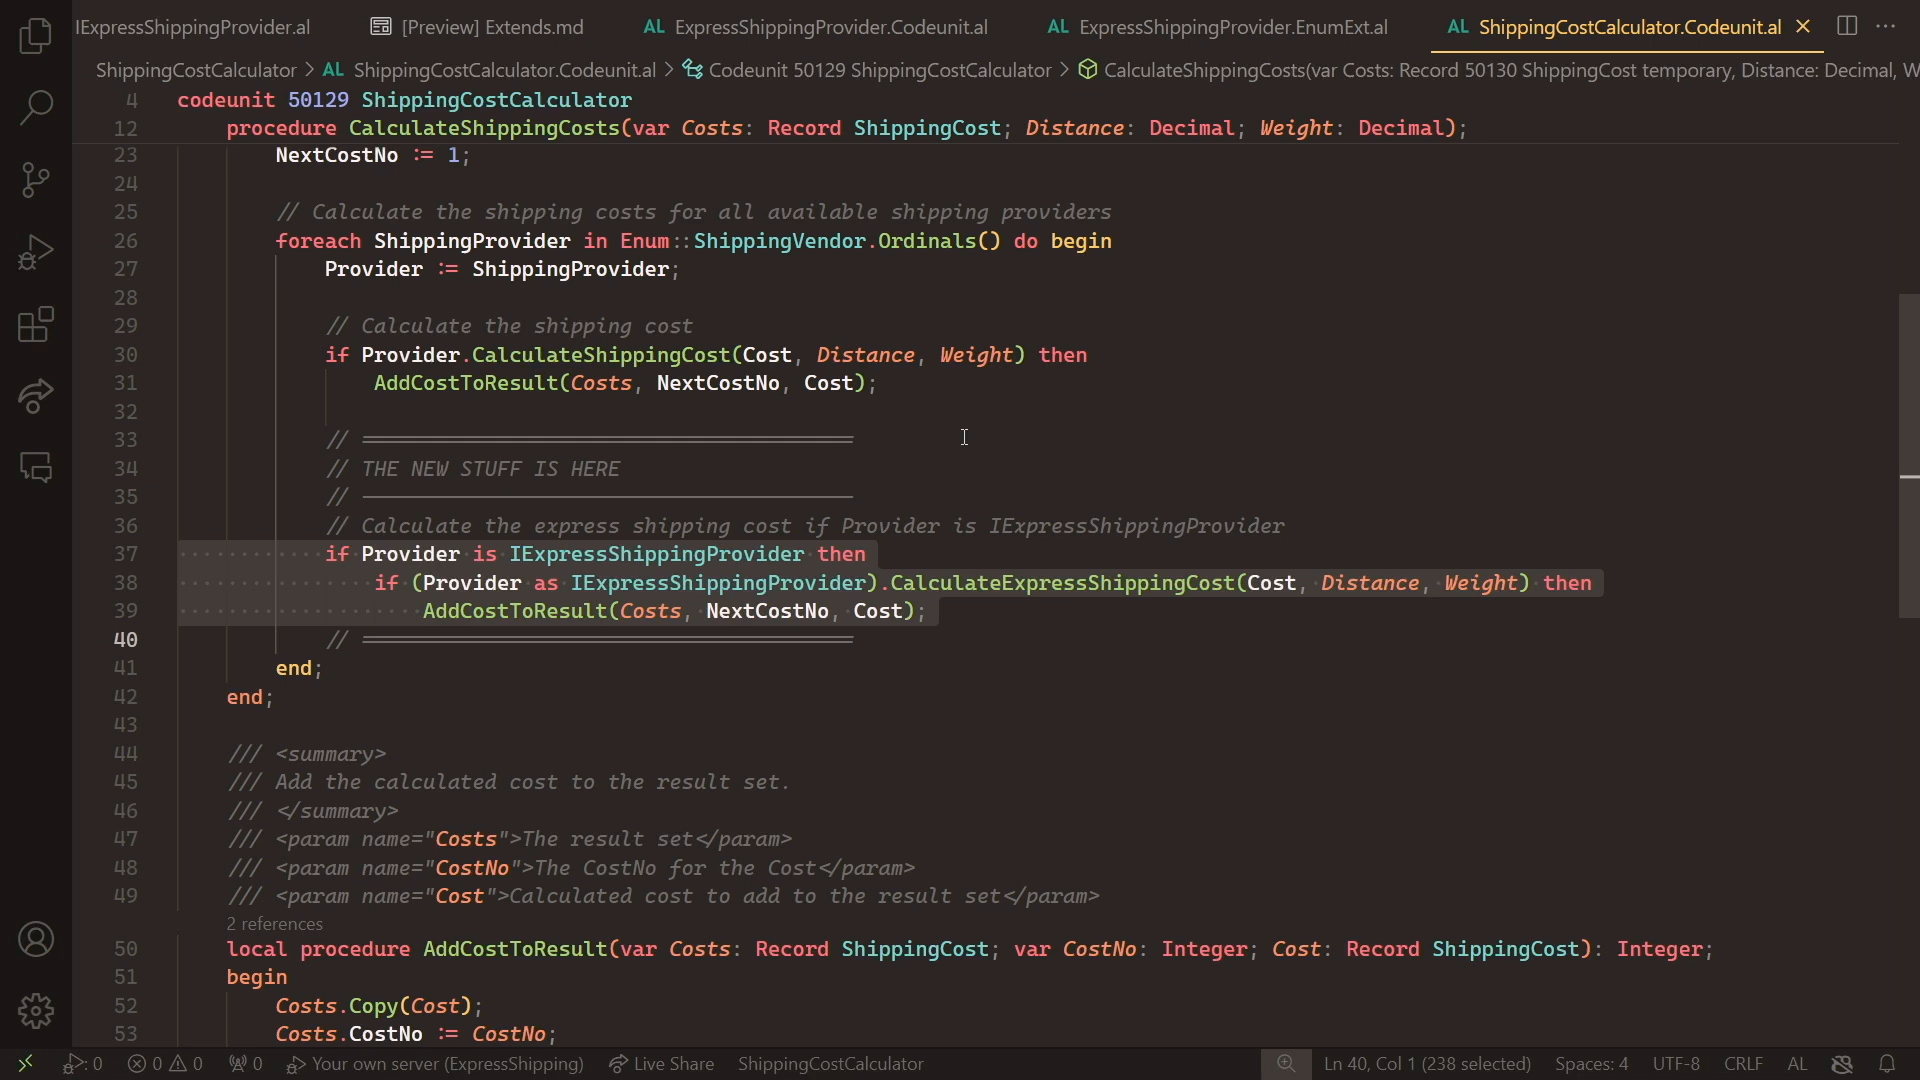 IExpressShippingProvider.al
[Preview] Extends.md
AL ExpressShippingProvider.Codeunit.al
AL ExpressShippingProvider.EnumExt.al
AL ShippingCostCalculator.Codeunit.al
ShippingCostCalculator > AL ShippingCostCalculator.Codeunit.al > Codeunit 50129 ShippingCostCalculator > CalculateShippingCosts(var Costs: Record 50130 ShippingCost temporary, Distance: Decimal, W
4 codeunit 50129 ShippingCostCalculator
12 procedure CalculateShippingCosts(var Costs: Record ShippingCost; Distance: Decimal; Weight: Decimal);
23 NextCostNo := 1;
24
25 // Calculate the shipping costs for all available shipping providers
26 foreach ShippingProvider in Enum::ShippingVendor.Ordinals() do begin
27 Provider := ShippingProvider;
28
29 // Calculate the shipping cost
30 if Provider.CalculateShippingCost(Cost, Distance, Weight) then
31 AddCostToResult(Costs, NextCostNo, Cost);
32
33 // ========================================
34 // THE NEW STUFF IS HERE
35 // ----------------------------------------
36 // Calculate the express shipping cost if Provider is IExpressShippingProvider
37 if Provider is IExpressShippingProvider then
38 if (Provider as IExpressShippingProvider).CalculateExpressShippingCost(Cost, Distance, Weight) then
39 AddCostToResult(Costs, NextCostNo, Cost);
40 // ========================================
41 end;
42 end;
43
44 /// <summary>
45 /// Add the calculated cost to the result set.
46 /// </summary>
47 /// <param name="Costs">The result set</param>
48 /// <param name="CostNo">The CostNo for the Cost</param>
49 /// <param name="Cost">Calculated cost to add to the result set</param>
2 references
50 local procedure AddCostToResult(var Costs: Record ShippingCost; var CostNo: Integer; Cost: Record ShippingCost): Integer;
51 begin
52 Costs.Copy(Cost);
53 Costs.CostNo := CostNo;
: 0 0 0 0 Your own server (ExpressShipping) Live Share ShippingCostCalculator Ln 40, Col 1 (238 selected) Spaces: 4 UTF-8 CRLF AL